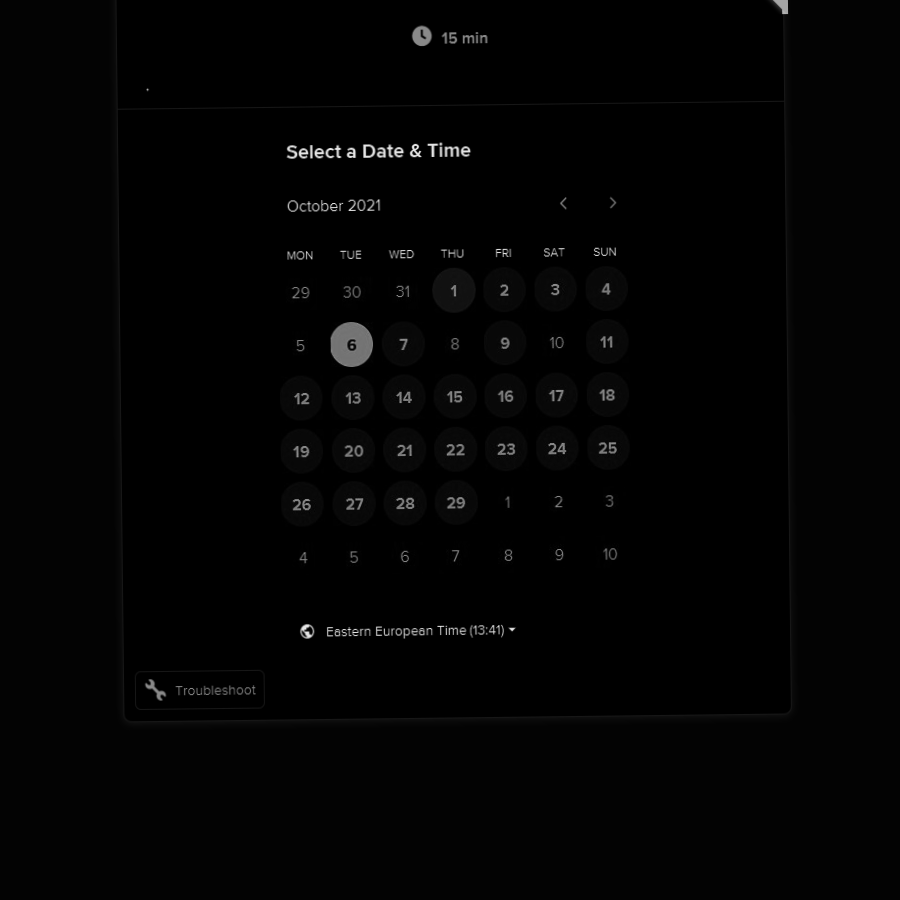 15 min
Select a Date & Time
October 2021
MON TUE WED THU FRI SAT SUN
29 30 31 1 2 3 4
5 6 7 8 9 10 11
12 13 14 15 16 17 18
19 20 21 22 23 24 25
26 27 28 29 1 2 3
4 5 6 7 8 9 10
Eastern European Time (13:41)
Troubleshoot